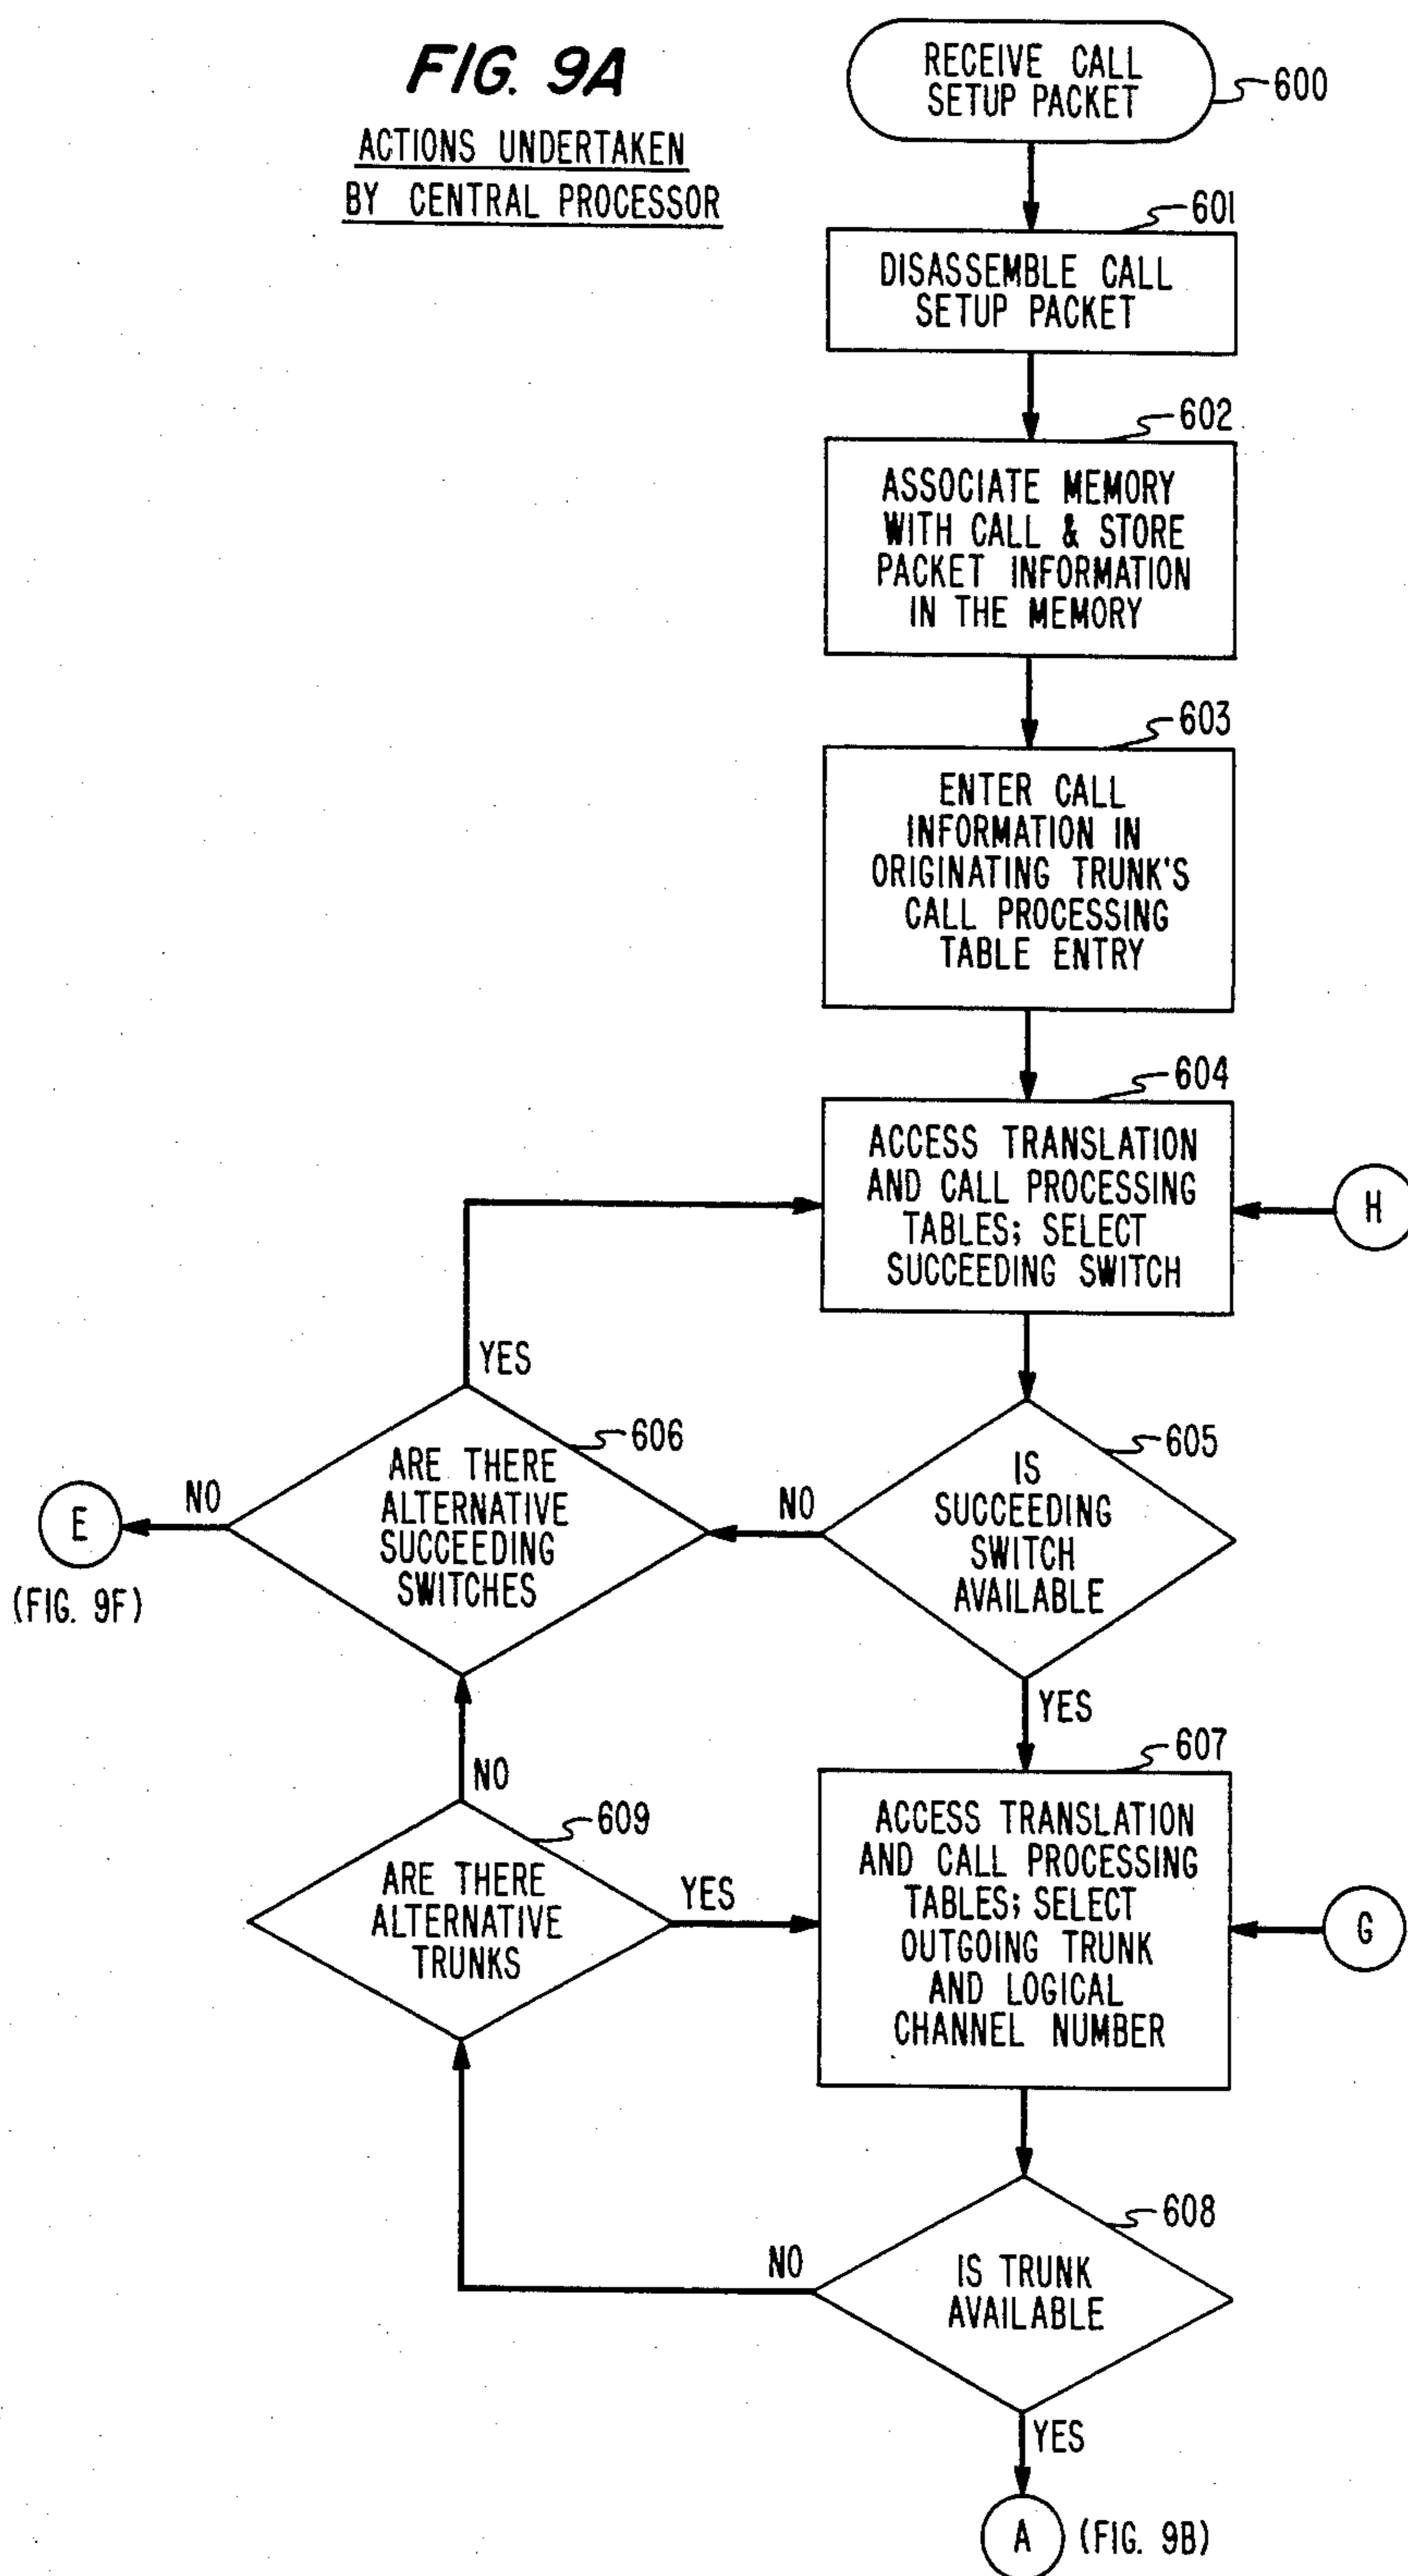 FIG. 9A
ACTIONS UNDERTAKEN
BY CENTRAL PROCESSOR
RECEIVE CALL
SETUP PACKET
600
601
DISASSEMBLE CALL
SETUP PACKET
602
ASSOCIATE MEMORY
WITH CALL & STORE
PACKET INFORMATION
IN THE MEMORY
603
ENTER CALL
INFORMATION IN
ORIGINATING TRUNK'S
CALL PROCESSING
TABLE ENTRY
604
ACCESS TRANSLATION
AND CALL PROCESSING
TABLES; SELECT
SUCCEEDING SWITCH
H
YES
606
ARE THERE
ALTERNATIVE
SUCCEEDING
SWITCHES
NO
E
(FIG. 9F)
605
IS
SUCCEEDING
SWITCH
AVAILABLE
NO
YES
607
ACCESS TRANSLATION
AND CALL PROCESSING
TABLES; SELECT
OUTGOING TRUNK
AND LOGICAL
CHANNEL NUMBER
G
NO
609
ARE THERE
ALTERNATIVE
TRUNKS
YES
608
IS TRUNK
AVAILABLE
NO
YES
A
(FIG. 9B)